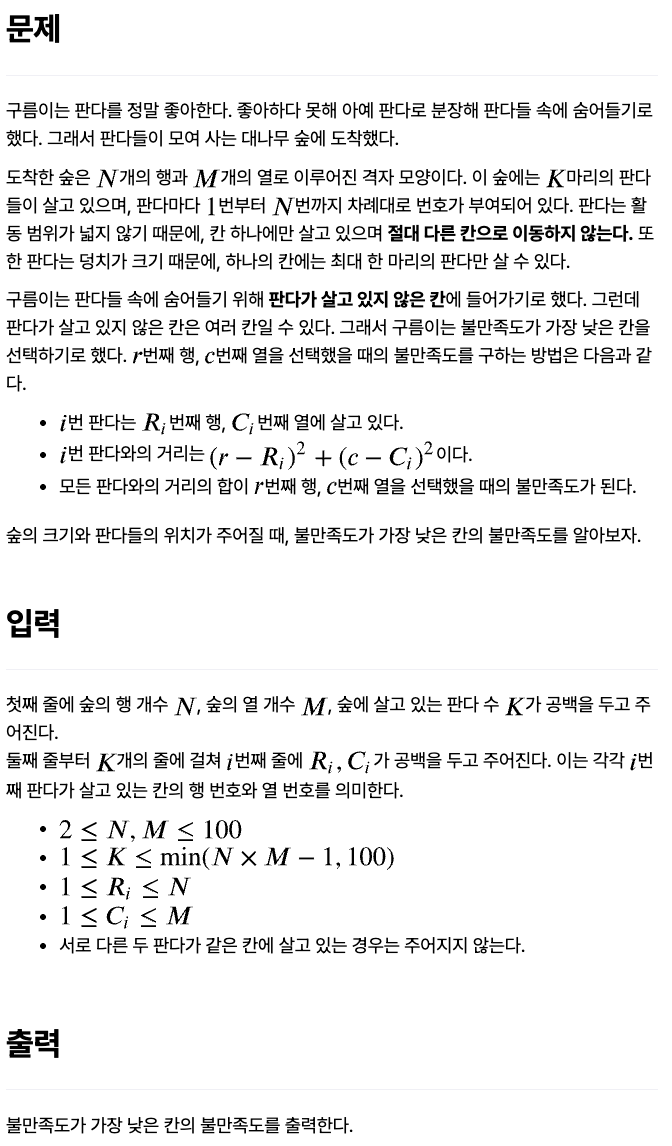 문제
구름이는 판다를 정말 좋아한다. 좋아하다 못해 아예 판다로 분장해 판다들 속에 숨어들기로
했다. 그래서 판다들이 모여 사는 대나무 숲에 도착했다.
도착한 숲은 N개의 행과 M개의 열로 이루어진 격자 모양이다. 이 숲에는 K마리의 판다
들이 살고 있으며, 판다마다 1번부터 N번까지 차례대로 번호가 부여되어 있다. 판다는 활
동 범위가 넓지 않기 때문에, 칸 하나에만 살고 있으며 절대 다른 칸으로 이동하지 않는다. 또
한 판다는 덩치가 크기 때문에, 하나의 칸에는 최대 한 마리의 판다만 살 수 있다.
구름이는 판다들 속에 숨어들기 위해 판다가 살고 있지 않은 칸에 들어가기로 했다. 그런데
판다가 살고 있지 않은 칸은 여러 칸일 수 있다. 그래서 구름이는 불만족도가 가장 낮은 칸을
선택하기로 했다. r번째 행, c번째 열을 선택했을 때의 불만족도를 구하는 방법은 다음과 같
다.
• i번 판다는 R_i번째 행, C_i번째 열에 살고 있다.
• i번 판다와의 거리는 (r − R_i)² + (c − C_i)²이다.
• 모든 판다와의 거리의 합이 r번째 행, c번째 열을 선택했을 때의 불만족도가 된다.
숲의 크기와 판다들의 위치가 주어질 때, 불만족도가 가장 낮은 칸의 불만족도를 알아보자.
입력
첫째 줄에 숲의 행 개수 N, 숲의 열 개수 M, 숲에 살고 있는 판다 수 K가 공백을 두고 주
어진다.
둘째 줄부터 K개의 줄에 걸쳐 i번째 줄에 R_i, C_i가 공백을 두고 주어진다. 이는 각각 i번
째 판다가 살고 있는 칸의 행 번호와 열 번호를 의미한다.
• 2 ≤ N, M ≤ 100
• 1 ≤ K ≤ min(N × M − 1, 100)
• 1 ≤ R_i ≤ N
• 1 ≤ C_i ≤ M
• 서로 다른 두 판다가 같은 칸에 살고 있는 경우는 주어지지 않는다.
출력
불만족도가 가장 낮은 칸의 불만족도를 출력한다.